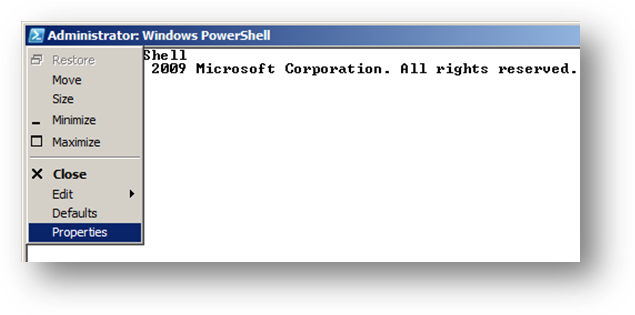 Administrator: Windows PowerShell
Shell
2009 Microsoft Corporation. All rights reserved.
Restore
Move
Size
Minimize
Maximize
Close
Edit
Defaults
Properties